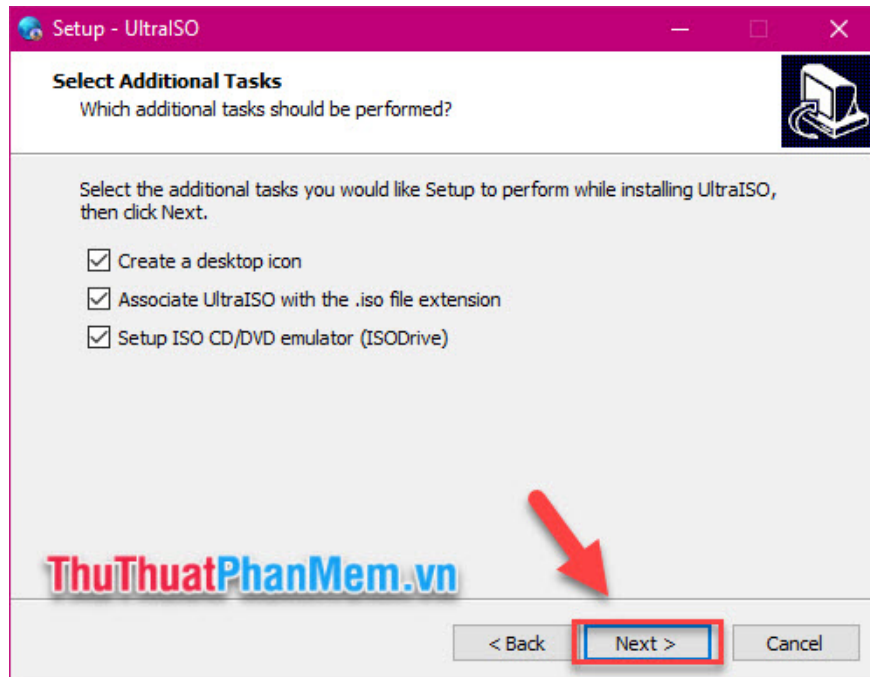 Setup - UltraISO
Select Additional Tasks
Which additional tasks should be performed?
Select the additional tasks you would like Setup to perform while installing UltraISO,
then click Next.
Create a desktop icon
Associate UltraISO with the .iso file extension
Setup ISO CD/DVD emulator (ISODrive)
ThuThuatPhanMem.vn
< Back
Next >
Cancel